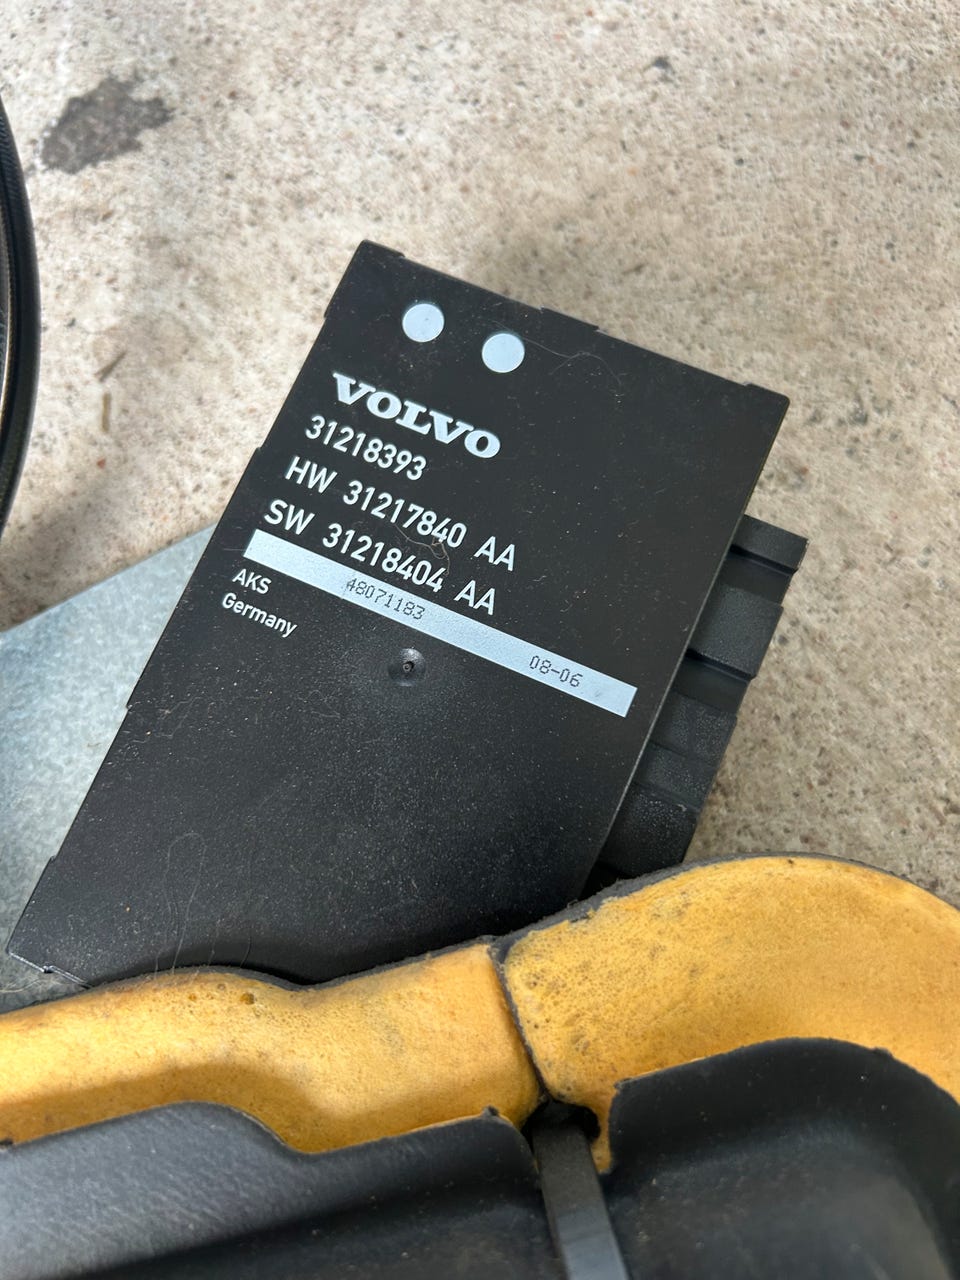 VOLVO
31218393
HW 31217840 AA
SW 31218404 AA
48071183 08-06
AKS
Germany